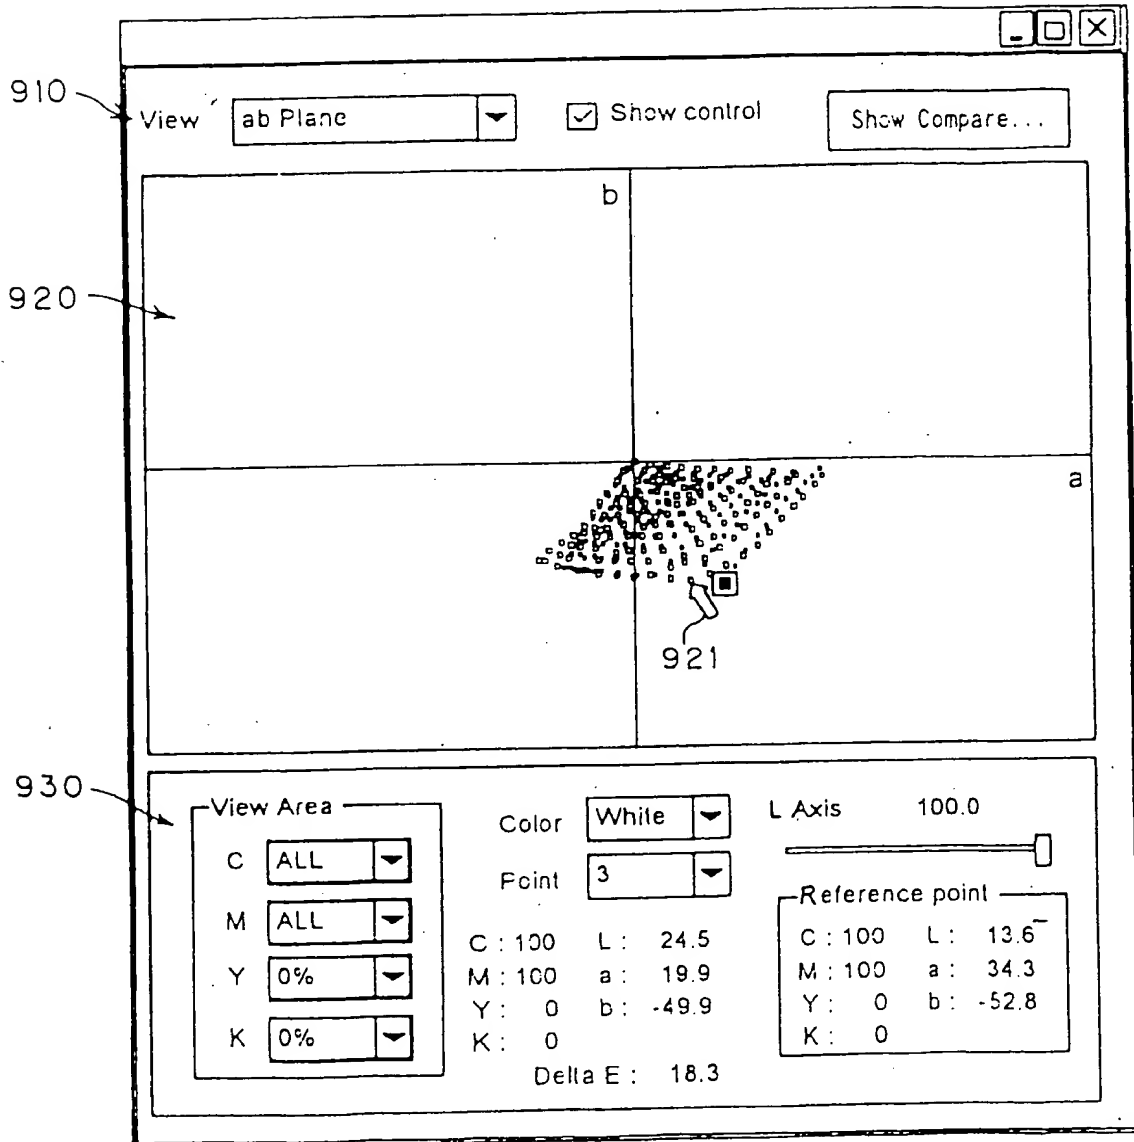 910
View ab Plane Show control Show Compare...
b
920
a
921
930
View Area
C ALL
M ALL
Y 0%
K 0%
Color White
Point 3
C : 100 L : 24.5
M : 100 a : 19.9
Y : 0 b : -49.9
K : 0
Delta E : 18.3
L Axis 100.0
Reference point
C : 100 L : 13.6
M : 100 a : 34.3
Y : 0 b : -52.8
K : 0